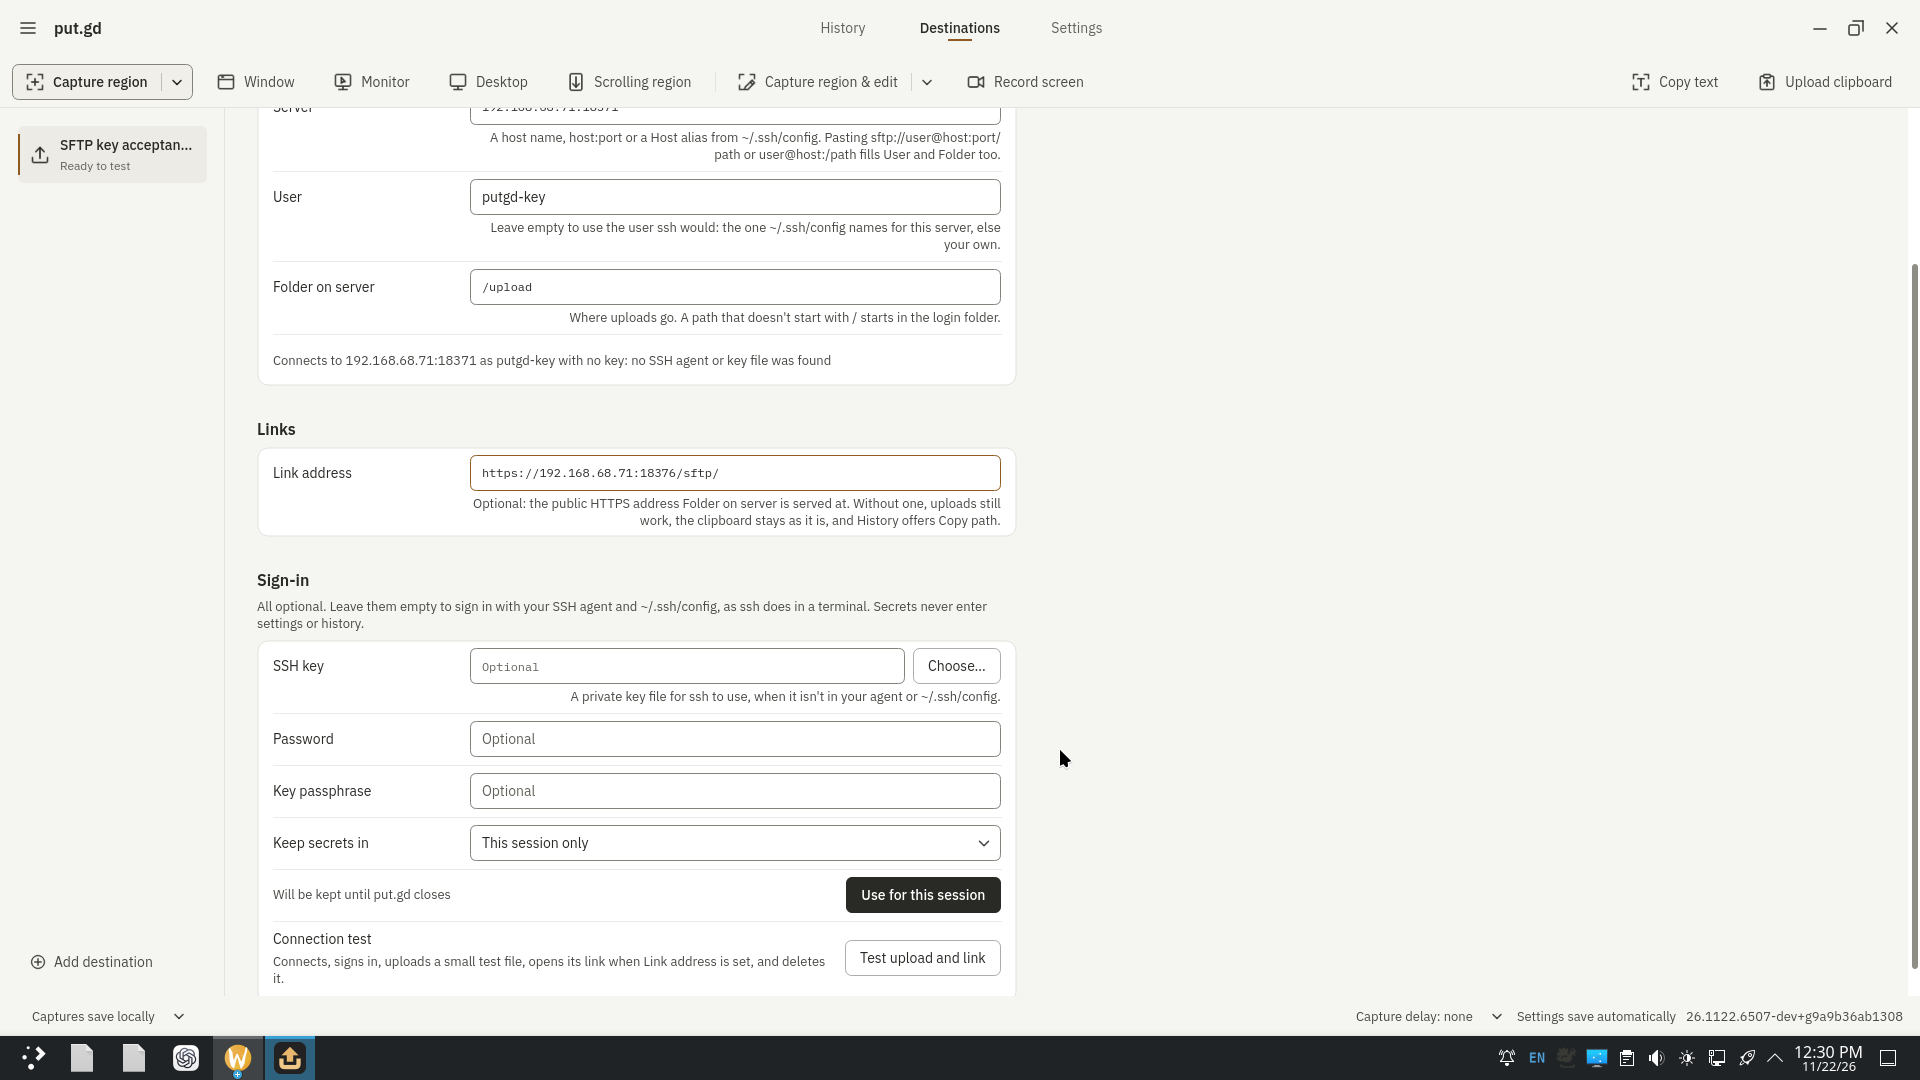 put.gd
History
Destinations
Settings
Capture region
Window
Monitor
Desktop
Scrolling region
Capture region & edit
Record screen
Copy text
Upload clipboard
SFTP key acceptan...
Ready to test
Server
192.168.68.71:18371
A host name, host:port or a Host alias from ~/.ssh/config. Pasting sftp://user@host:port/
path or user@host:/path fills User and Folder too.
User
putgd-key
Leave empty to use the user ssh would: the one ~/.ssh/config names for this server, else
your own.
Folder on server
/upload
Where uploads go. A path that doesn't start with / starts in the login folder.
Connects to 192.168.68.71:18371 as putgd-key with no key: no SSH agent or key file was found
Links
Link address
https://192.168.68.71:18376/sftp/
Optional: the public HTTPS address Folder on server is served at. Without one, uploads still
work, the clipboard stays as it is, and History offers Copy path.
Sign-in
All optional. Leave them empty to sign in with your SSH agent and ~/.ssh/config, as ssh does in a terminal. Secrets never enter
settings or history.
SSH key
Optional
Choose...
A private key file for ssh to use, when it isn't in your agent or ~/.ssh/config.
Password
Optional
Key passphrase
Optional
Keep secrets in
This session only
Will be kept until put.gd closes
Use for this session
Connection test
Connects, signs in, uploads a small test file, opens its link when Link address is set, and deletes
it.
Test upload and link
Add destination
Captures save locally
Capture delay: none
Settings save automatically
26.1122.6507-dev+g9a9b36ab1308
EN
12:30 PM
11/22/26